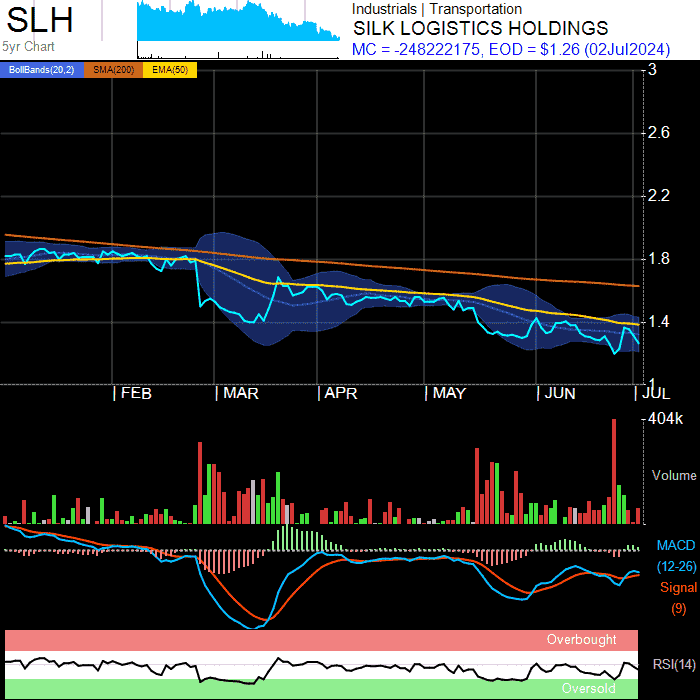 SLH
5yr Chart
Industrials | Transportation
SILK LOGISTICS HOLDINGS
MC = -248222175, EOD = $1.26 (02Jul2024)
BollBands(20,2) SMA(200) EMA(50)
3
2.6
2.2
1.8
1.4
1
FEB MAR APR MAY JUN JUL
404k
Volume
MACD
(12-26)
Signal
(9)
Overbought
RSI(14)
Oversold